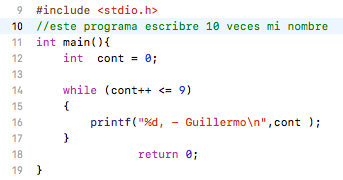 9 #include <stdio.h>
10 //este programa escribre 10 veces mi nombre
11 int main(){
12 int cont = 0;
13
14 while (cont++ <= 9)
15 {
16 printf("%d, - Guillermo\n",cont );
17 }
18 return 0;
19 }